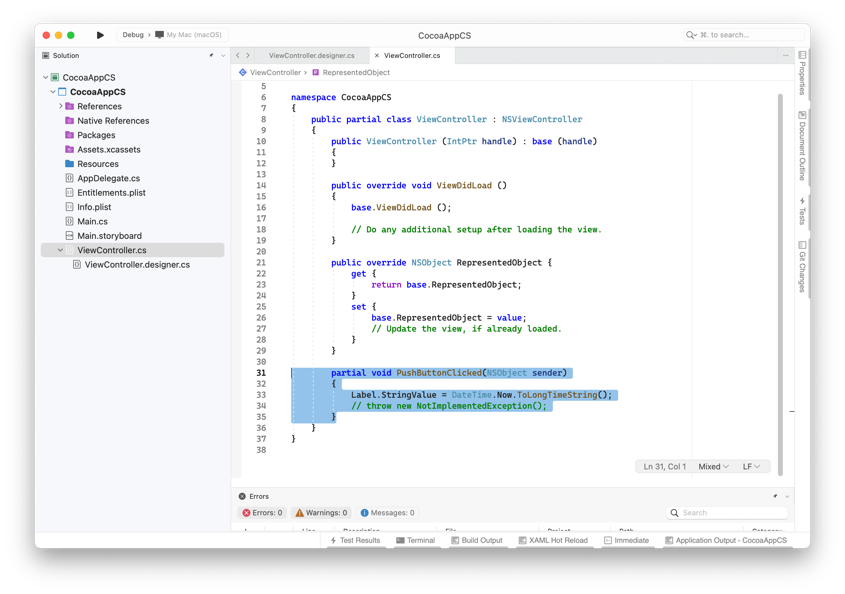 Debug › My Mac (macOS)
CocoaAppCS
⌘. to search...
Solution
ViewController.designer.cs
ViewController.cs
ViewController › RepresentedObject
CocoaAppCS
CocoaAppCS
References
Native References
Packages
Assets.xcassets
Resources
AppDelegate.cs
Entitlements.plist
Info.plist
Main.cs
Main.storyboard
ViewController.cs
ViewController.designer.cs
5
6 namespace CocoaAppCS
7 {
8 public partial class ViewController : NSViewController
9 {
10 public ViewController (IntPtr handle) : base (handle)
11 {
12 }
13
14 public override void ViewDidLoad ()
15 {
16 base.ViewDidLoad ();
17
18 // Do any additional setup after loading the view.
19 }
20
21 public override NSObject RepresentedObject {
22 get {
23 return base.RepresentedObject;
24 }
25 set {
26 base.RepresentedObject = value;
27 // Update the view, if already loaded.
28 }
29 }
30
31 partial void PushButtonClicked(NSObject sender)
32 {
33 Label.StringValue = DateTime.Now.ToLongTimeString();
34 // throw new NotImplementedException();
35 }
36 }
37 }
38
Ln 31, Col 1 Mixed LF
Properties
Document Outline
Tests
Git Changes
Errors
Errors: 0 Warnings: 0 Messages: 0 Search
Line Description File Project Path Category
Test Results Terminal Build Output XAML Hot Reload Immediate Application Output - CocoaAppCS